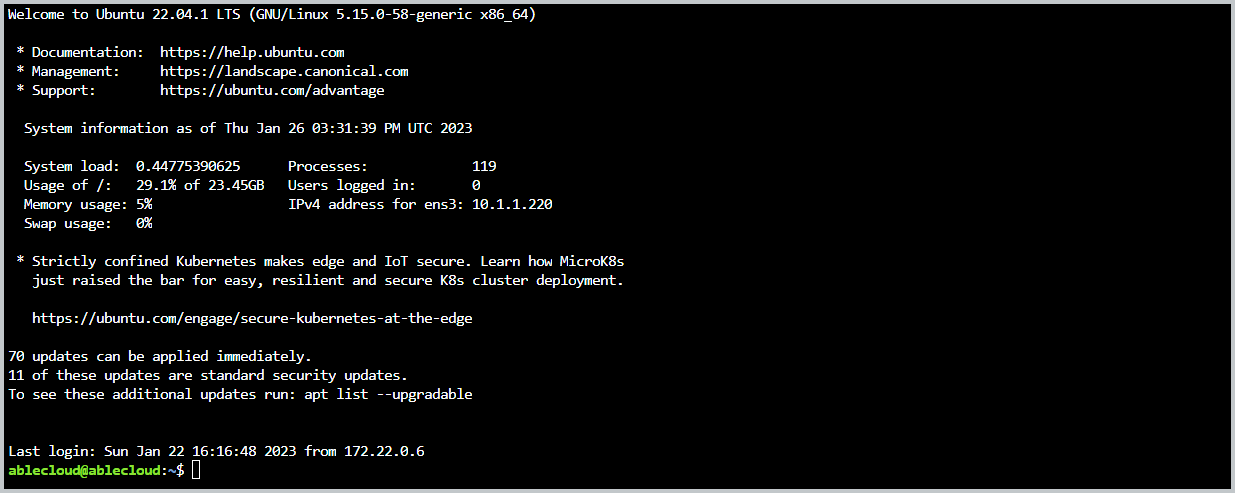 Welcome to Ubuntu 22.04.1 LTS (GNU/Linux 5.15.0-58-generic x86_64)
* Documentation:  https://help.ubuntu.com
* Management:     https://landscape.canonical.com
* Support:        https://ubuntu.com/advantage
System information as of Thu Jan 26 03:31:39 PM UTC 2023
System load:  0.44775390625      Processes:             119
Usage of /:   29.1% of 23.45GB   Users logged in:       0
Memory usage: 5%                 IPv4 address for ens3: 10.1.1.220
Swap usage:   0%
* Strictly confined Kubernetes makes edge and IoT secure. Learn how MicroK8s
just raised the bar for easy, resilient and secure K8s cluster deployment.
https://ubuntu.com/engage/secure-kubernetes-at-the-edge
70 updates can be applied immediately.
11 of these updates are standard security updates.
To see these additional updates run: apt list --upgradable
Last login: Sun Jan 22 16:16:48 2023 from 172.22.0.6
ablecloud@ablecloud:~$